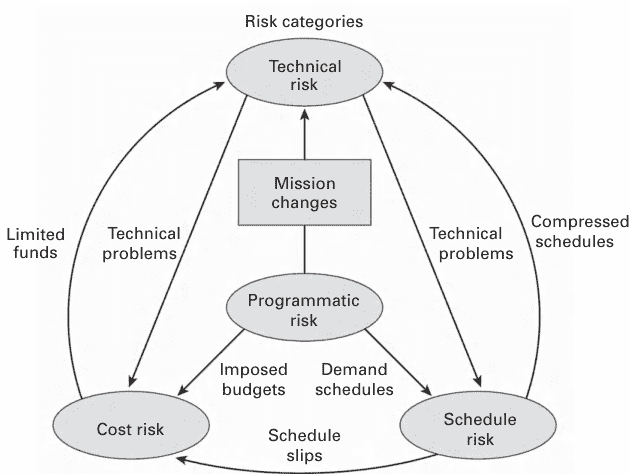 Risk categories
Technical
risk
Mission
changes
Limited
funds
Technical
problems
Technical
problems
Compressed
schedules
Programmatic
risk
Imposed
budgets
Demand
schedules
Cost risk
Schedule
risk
Schedule
slips